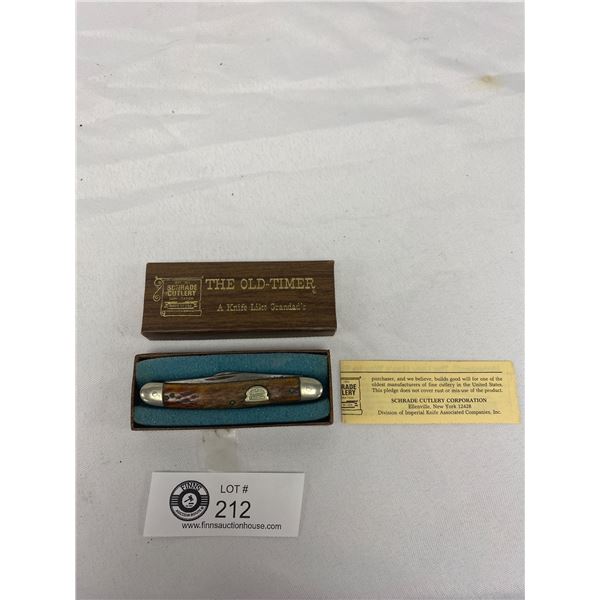 SCHRADE
CUTLERY
THE OLD-TIMER
A Knife Like Grandad's
purchaser, and we believe, builds good will for one of the
oldest manufacturers of fine cutlery in the United States.
This pledge does not cover rust or mis-use of the product.
SCHRADE CUTLERY CORPORATION
Ellenville, New York 12428
Division of Imperial Knife Associated Companies, Inc.
SCHRADE
CUTLERY
FINNS
LOT #
212
www.finnsauctionhouse.com